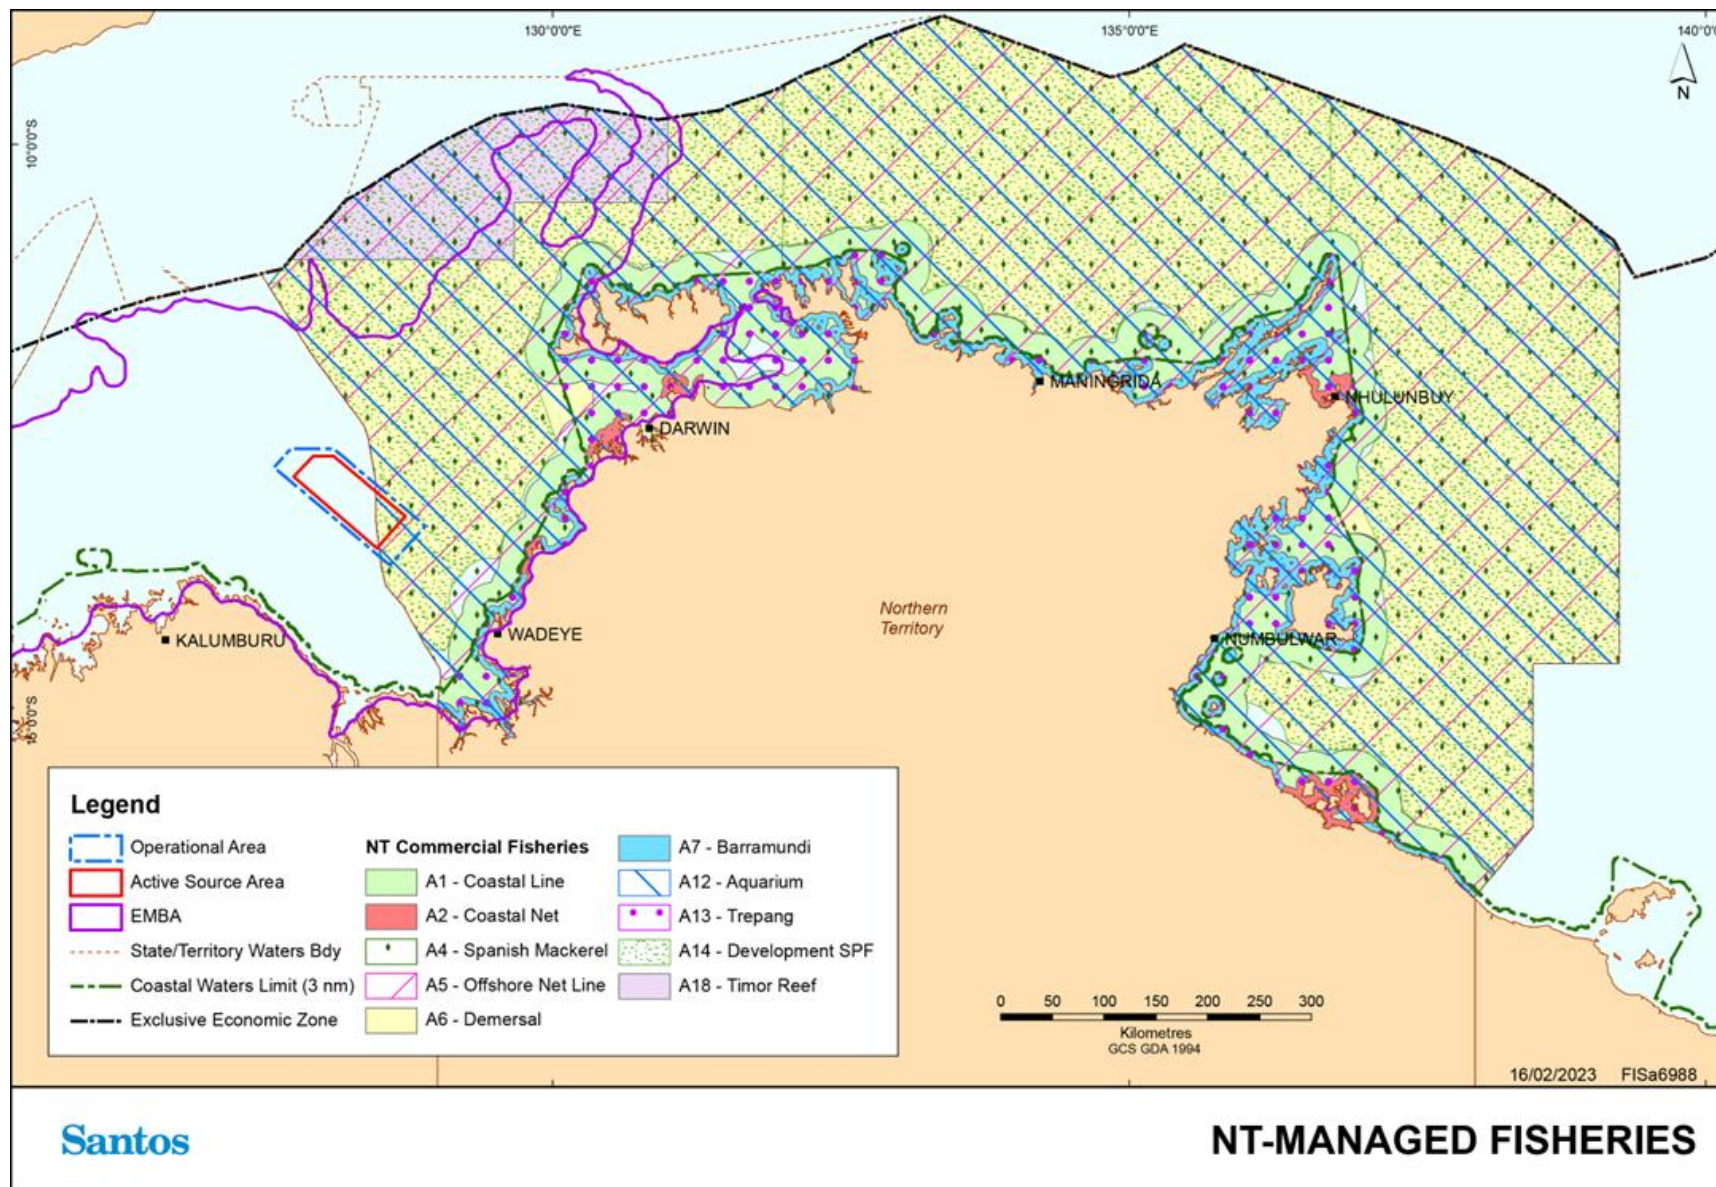 130°0'0"E
135°0'0"E
140°0'0
10°0'0"S
N
MANINGRIDA
NHULUNBUY
DARWIN
Northern
Territory
WADEYE
KALUMBURU
NUMBULWAR
15°0'0"S
Legend
Operational Area
Active Source Area
EMBA
State/Territory Waters Bdy
Coastal Waters Limit (3 nm)
Exclusive Economic Zone
NT Commercial Fisheries
A1 - Coastal Line
A2 - Coastal Net
A4 - Spanish Mackerel
A5 - Offshore Net Line
A6 - Demersal
A7 - Barramundi
A12 - Aquarium
A13 - Trepang
A14 - Development SPF
A18 - Timor Reef
0 50 100 150 200 250 300
Kilometres
GCS GDA 1994
16/02/2023 FISa6988
Santos
NT-MANAGED FISHERIES